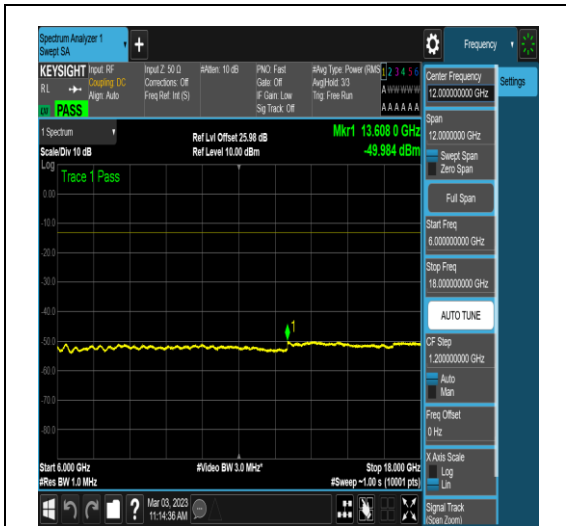 Spectrum Analyzer 1
Swept SA
Frequency
KEYSIGHT
RL
PASS
Input: RF
Coupling: DC
Align: Auto
Input Z: 50 Ω
Corrections: Off
Freq Ref: Int (S)
#Atten: 10 dB
PNO: Fast
Gate: Off
IF Gain: Low
Sig Track: Off
#Avg Type: Power (RMS
Avg|Hold: 3/3
Trig: Free Run
1 2 3 4 5 6
A W W W W W
A A A A A A
1 Spectrum
Scale/Div 10 dB
Ref Lvl Offset 25.98 dB
Ref Level 10.00 dBm
Mkr1 13.608 0 GHz
-49.984 dBm
Log
Trace 1 Pass
0.00
-10.0
-20.0
-30.0
-40.0
-50.0
-60.0
-70.0
-80.0
1
Start 6.000 GHz
#Res BW 1.0 MHz
#Video BW 3.0 MHz*
Stop 18.000 GHz
#Sweep ~1.00 s (10001 pts)
Center Frequency
12.000000000 GHz
Settings
Span
12.0000000 GHz
Swept Span
Zero Span
Full Span
Start Freq
6.000000000 GHz
Stop Freq
18.000000000 GHz
AUTO TUNE
CF Step
1.200000000 GHz
Auto
Man
Freq Offset
0 Hz
X Axis Scale
Log
Lin
Signal Track
(Span Zoom)
?
Mar 03, 2023
11:14:36 AM